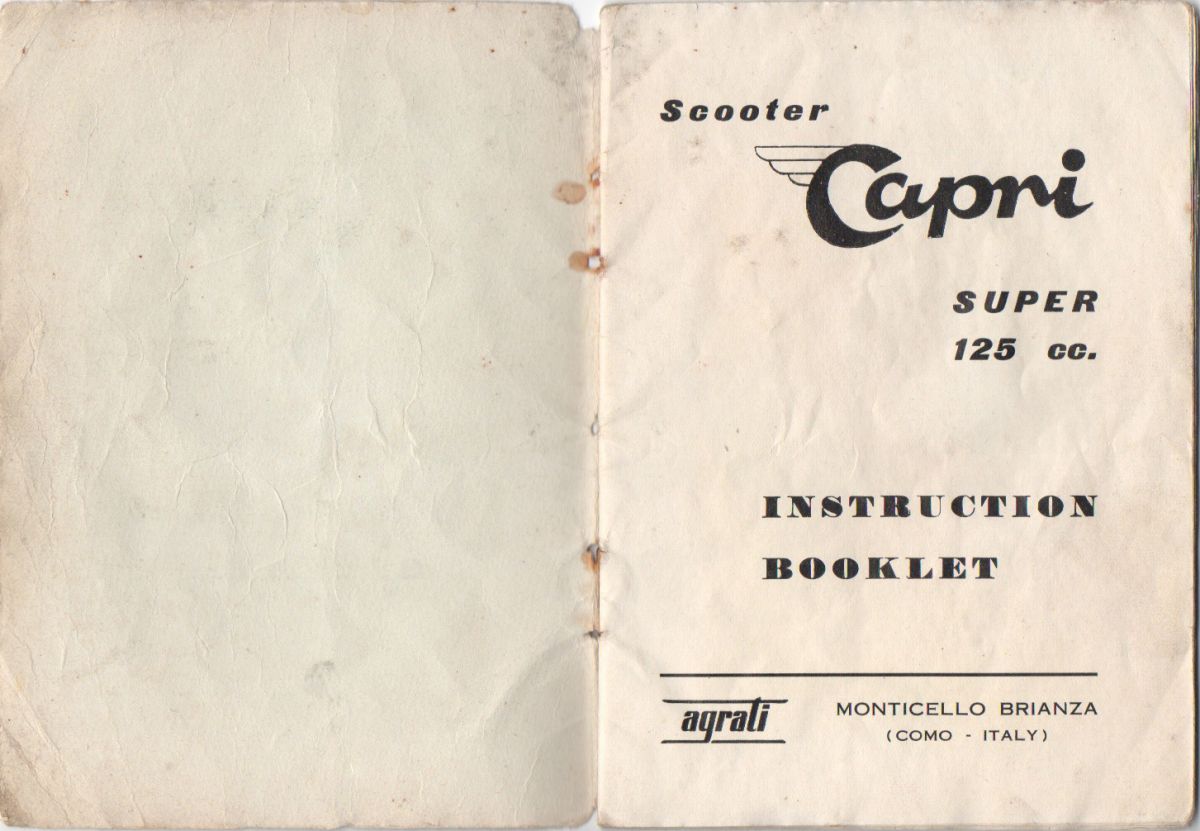 Scooter
Capri
SUPER
125 cc.
INSTRUCTION
BOOKLET
agrati
MONTICELLO BRIANZA
(COMO - ITALY)